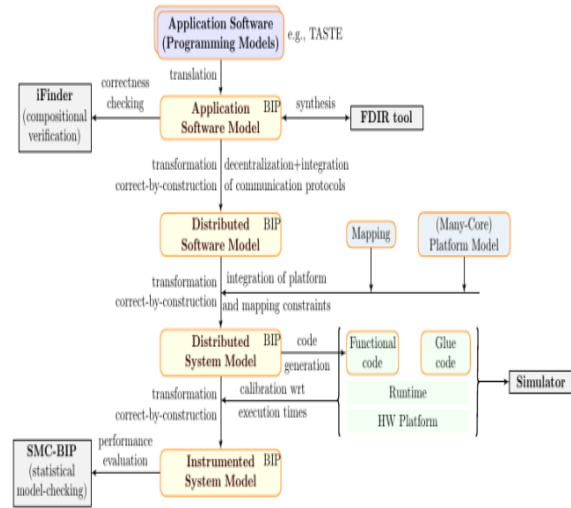 Application Software
(Programming Models)
e.g., TASTE
translation
iFinder
(compositional
verification)
correctness
checking
Application BIP
Software Model
synthesis
FDIR tool
transformation
correct-by-construction
decentralization+integration
of communication protocols
Distributed BIP
Software Model
Mapping
(Many-Core)
Platform Model
transformation
correct-by-construction
integration of platform
and mapping constraints
Distributed BIP
System Model
code
generation
Functional
code
Glue
code
Runtime
HW Platform
Simulator
transformation
correct-by-construction
calibration wrt
execution times
SMC-BIP
(statistical
model-checking)
performance
evaluation
Instrumented BIP
System Model